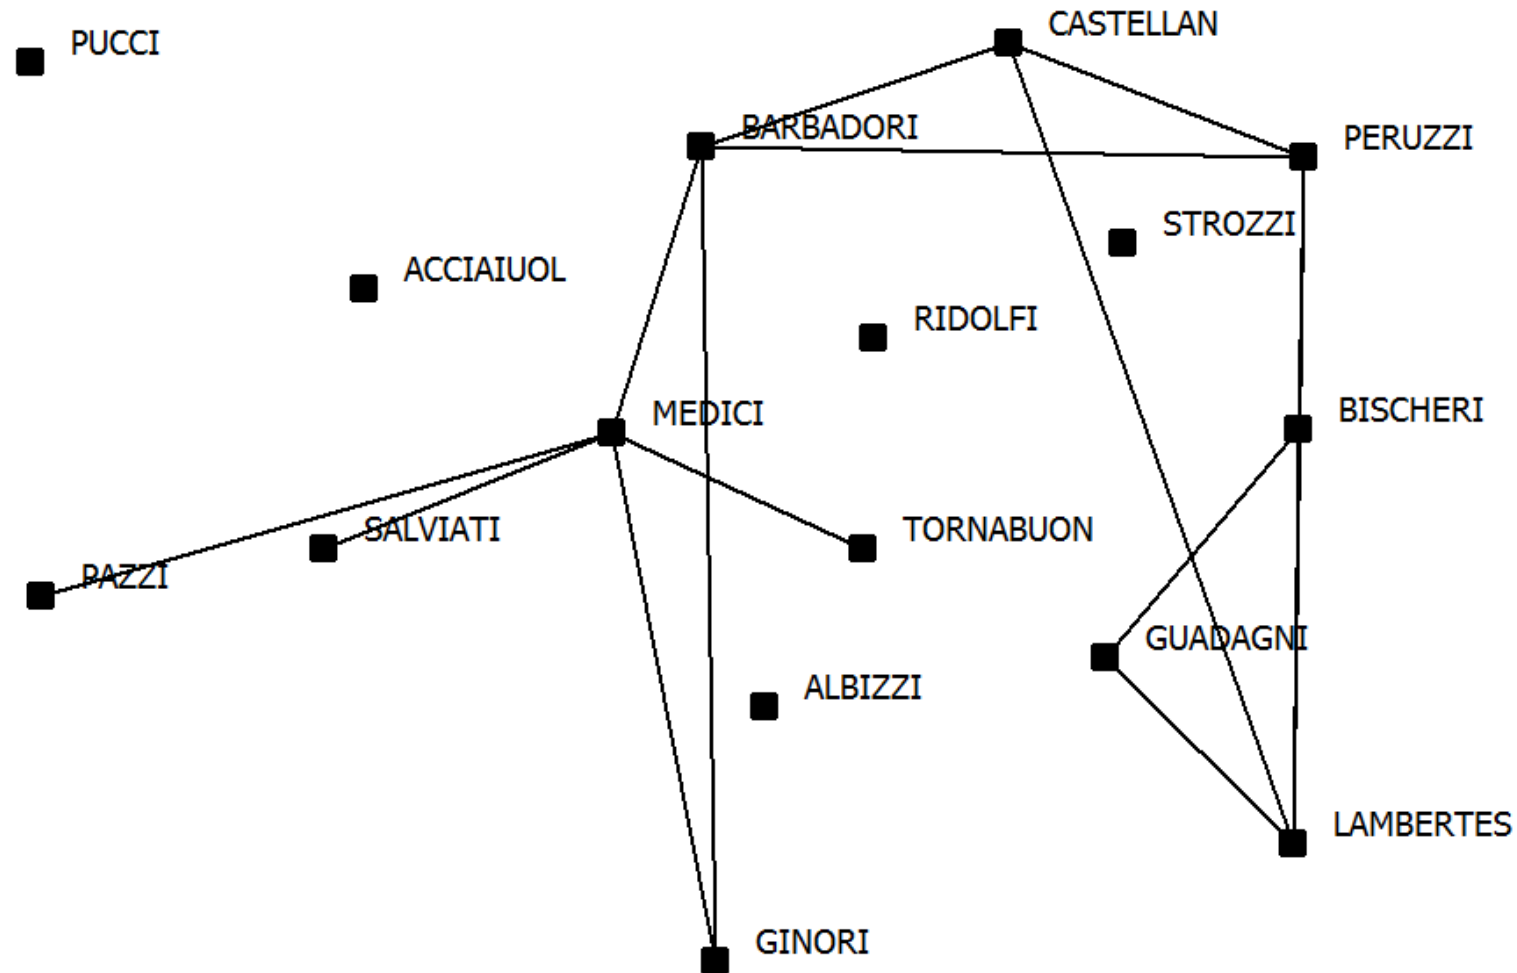 CASTELLAN
PUCCI
BARBADORI
PERUZZI
STROZZI
ACCIAIUOL
RIDOLFI
MEDICI
BISCHERI
SALVIATI
TORNABUON
PAZZI
GUADAGNI
ALBIZZI
LAMBERTES
GINORI